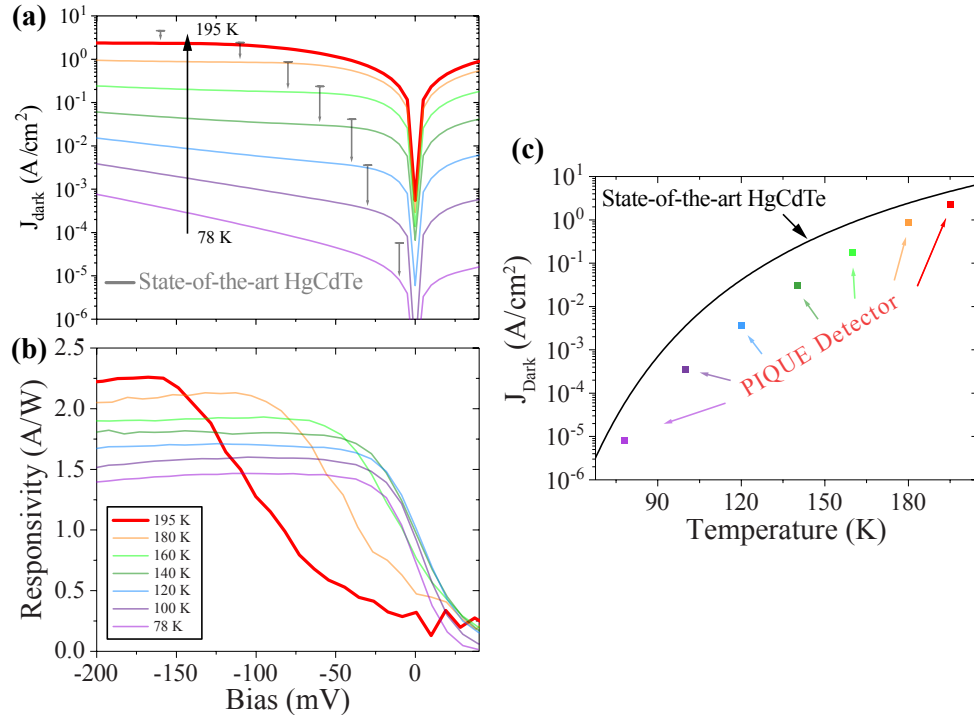 (a)
10^1
10^0
10^-1
10^-2
10^-3
10^-4
10^-5
10^-6
J_dark (A/cm^2)
195 K
78 K
State-of-the-art HgCdTe
(b)
2.5
2.0
1.5
1.0
0.5
0.0
Responsivity (A/W)
195 K
180 K
160 K
140 K
120 K
100 K
78 K
-200 -150 -100 -50 0
Bias (mV)
(c)
10^1
10^0
10^-1
10^-2
10^-3
10^-4
10^-5
10^-6
J_Dark (A/cm^2)
State-of-the-art
HgCdTe
PIQUE Detector
90 120 150 180
Temperature (K)